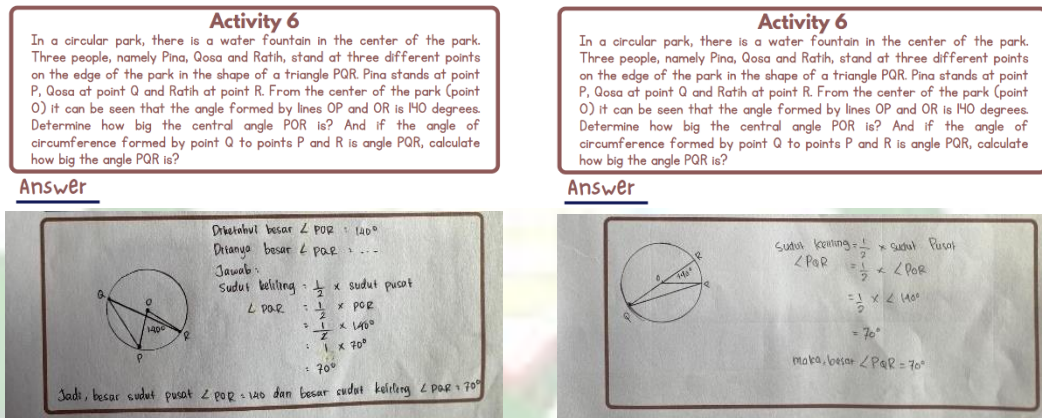 Activity 6
In a circular park, there is a water fountain in the center of the park.
Three people, namely Pina, Qosa and Ratih, stand at three different points
on the edge of the park in the shape of a triangle PQR. Pina stands at point
P, Qosa at point Q and Ratih at point R. From the center of the park (point
O) it can be seen that the angle formed by lines OP and OR is 140 degrees.
Determine how big the central angle POR is? And if the angle of
circumference formed by point Q to points P and R is angle PQR, calculate
how big the angle PQR is?
Answer
Diketahui besar ∠ POR : 140°
Ditanya besar ∠ PQR : ...
Jawab :
Sudut keliling = 1/2 × sudut pusat
∠ PQR = 1/2 × POR
= 1/2 × 140°
= 1 × 70°
= 70°
Q
O
140°
R
P
Jadi, besar sudut pusat ∠ POR = 140 dan besar sudut keliling ∠ PQR = 70°
Activity 6
In a circular park, there is a water fountain in the center of the park.
Three people, namely Pina, Qosa and Ratih, stand at three different points
on the edge of the park in the shape of a triangle PQR. Pina stands at point
P, Qosa at point Q and Ratih at point R. From the center of the park (point
O) it can be seen that the angle formed by lines OP and OR is 140 degrees.
Determine how big the central angle POR is? And if the angle of
circumference formed by point Q to points P and R is angle PQR, calculate
how big the angle PQR is?
Answer
Sudut keliling = 1/2 × sudut Pusat
∠PQR = 1/2 × ∠POR
= 1/2 × ∠ 140°
= 70°
maka, besar ∠PQR = 70°
140°